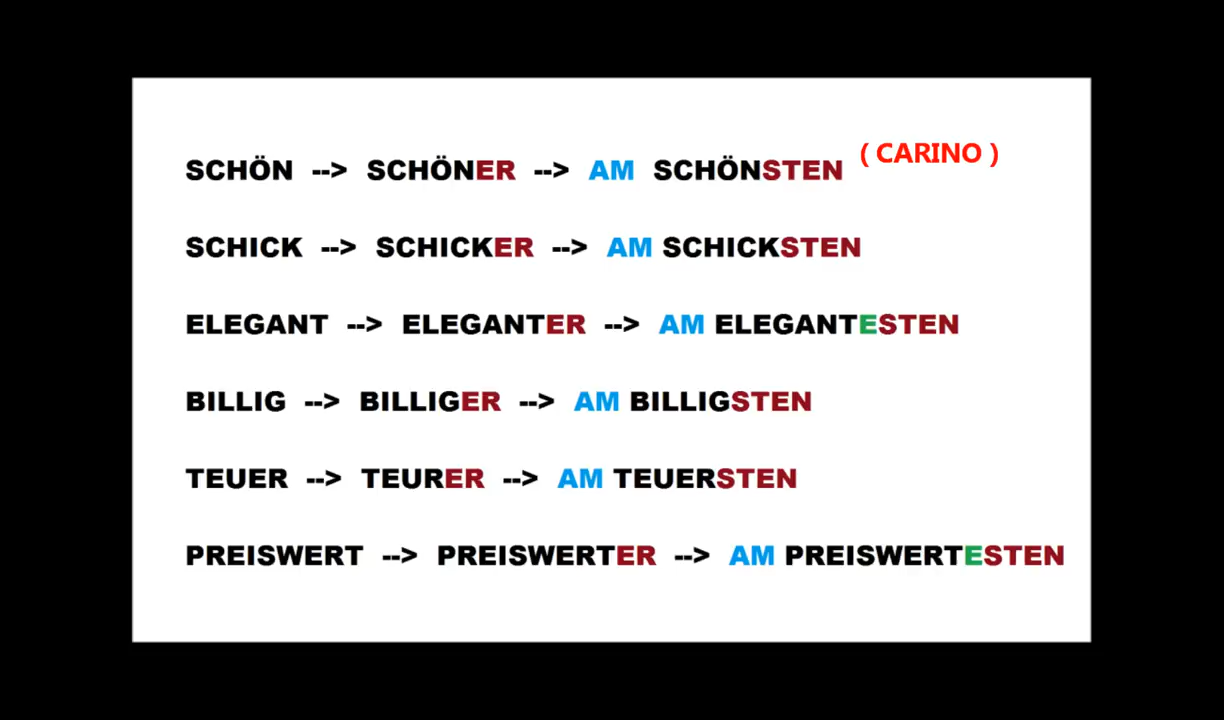 SCHÖN --> SCHÖNER --> AM SCHÖNSTEN ( CARINO )
SCHICK --> SCHICKER --> AM SCHICKSTEN
ELEGANT --> ELEGANTER --> AM ELEGANTESTEN
BILLIG --> BILLIGER --> AM BILLIGSTEN
TEUER --> TEURER --> AM TEUERSTEN
PREISWERT --> PREISWERTER --> AM PREISWERTESTEN